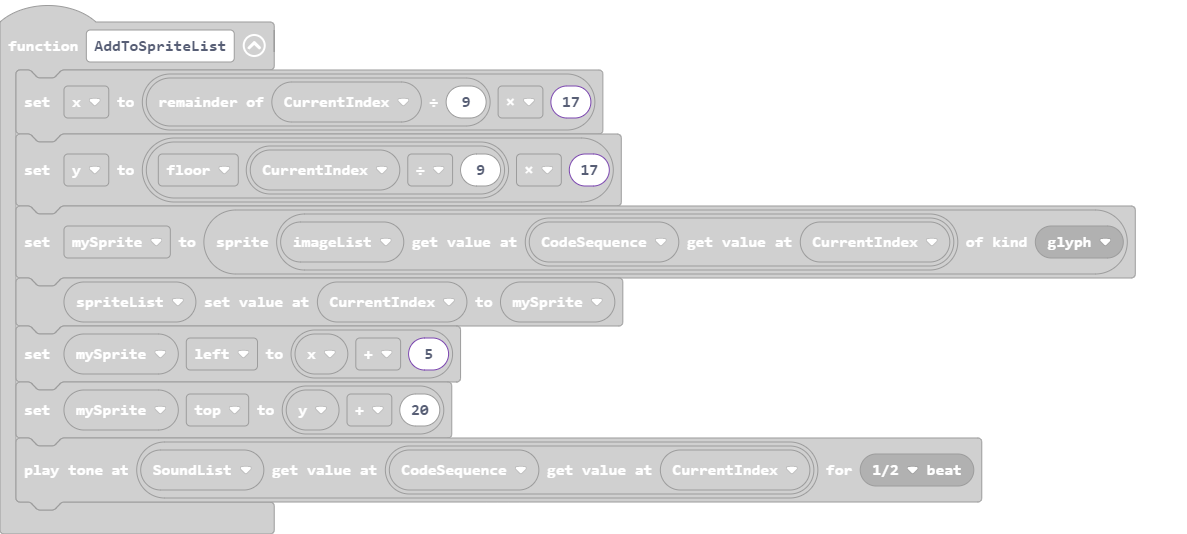 function AddToSpriteList
set x to remainder of CurrentIndex ÷ 9 × 17
set y to floor CurrentIndex ÷ 9 × 17
set mySprite to sprite imageList get value at CodeSequence get value at CurrentIndex of kind glyph
spriteList set value at CurrentIndex to mySprite
set mySprite left to x + 5
set mySprite top to y + 20
play tone at SoundList get value at CodeSequence get value at CurrentIndex for 1/2 beat